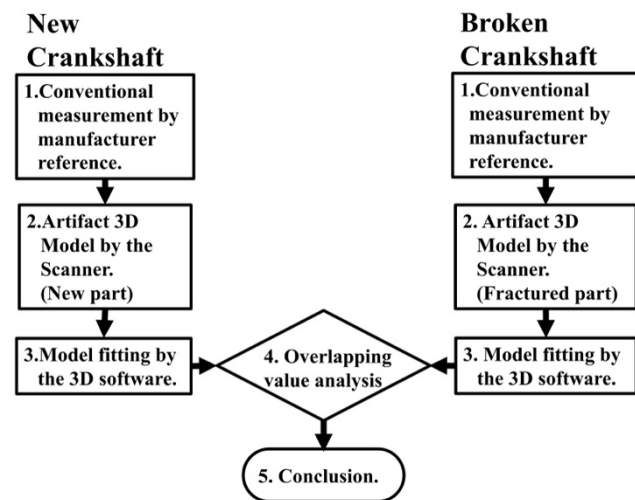 New
Crankshaft
1.Conventional
measurement by
manufacturer
reference.
2.Artifact 3D
Model by the
Scanner.
(New part)
3.Model fitting by
the 3D software.
Broken
Crankshaft
1.Conventional
measurement by
manufacturer
reference.
2. Artifact 3D
Model by the
Scanner.
(Fractured part)
3. Model fitting by
the 3D software.
4. Overlapping
value analysis
5. Conclusion.